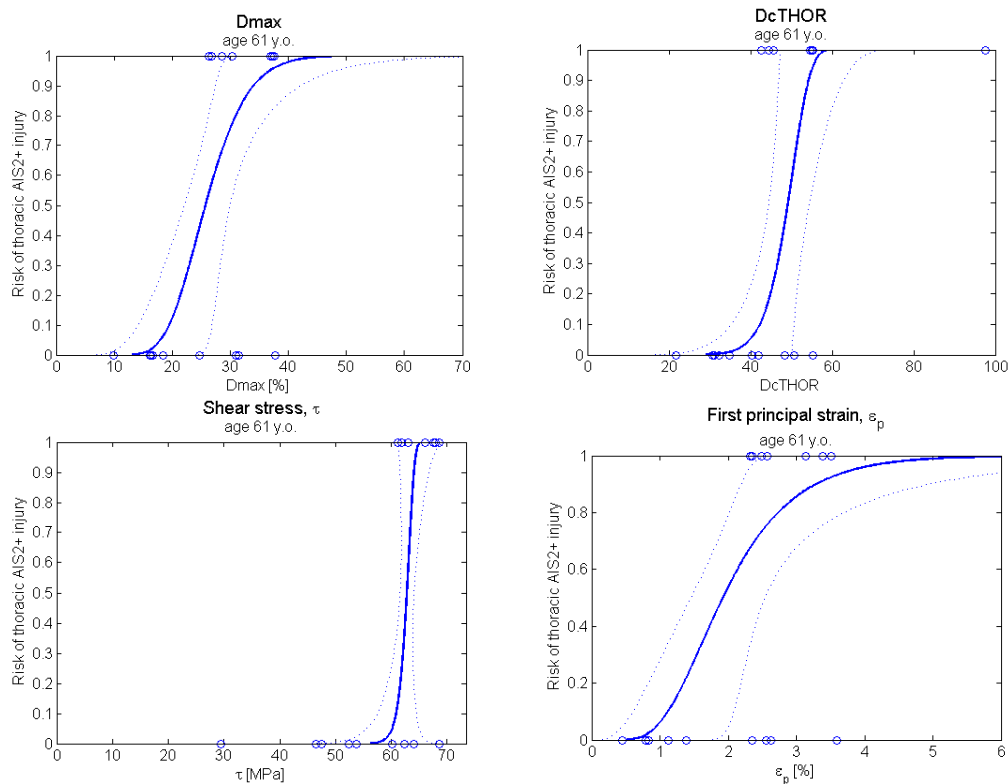 Dmax
age 61 y.o.
Risk of thoracic AIS2+ injury
1
0.9
0.8
0.7
0.6
0.5
0.4
0.3
0.2
0.1
0
0 10 20 30 40 50 60 70
Dmax [%]
DcTHOR
age 61 y.o.
Risk of thoracic AIS2+ injury
1
0.9
0.8
0.7
0.6
0.5
0.4
0.3
0.2
0.1
0
0 20 40 60 80 100
DcTHOR
Shear stress, τ
age 61 y.o.
Risk of thoracic AIS2+ injury
1
0.9
0.8
0.7
0.6
0.5
0.4
0.3
0.2
0.1
0
0 10 20 30 40 50 60 70
τ [MPa]
First principal strain, εp
age 61 y.o.
Risk of thoracic AIS2+ injury
1
0.8
0.6
0.4
0.2
0
0 1 2 3 4 5 6
εp [%]